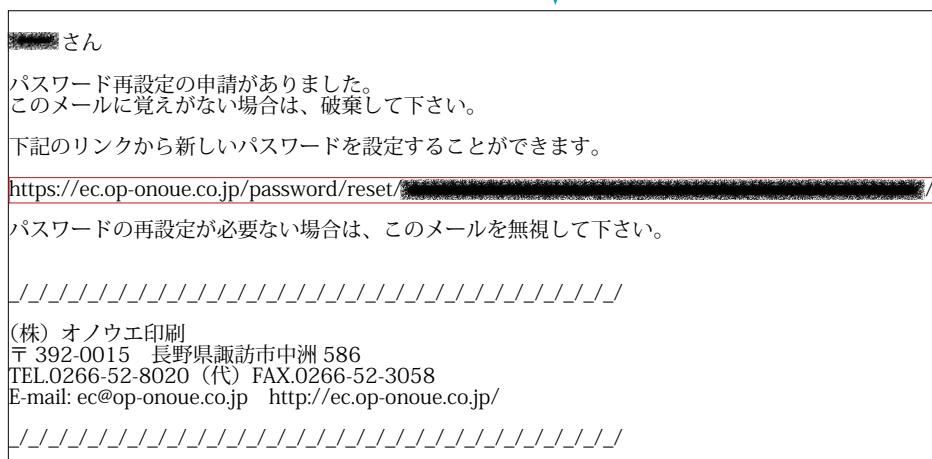 さん
パスワード再設定の申請がありました。
このメールに覚えがない場合は、破棄して下さい。
下記のリンクから新しいパスワードを設定することができます。
https://ec.op-onoue.co.jp/password/reset/ /
パスワードの再設定が必要ない場合は、このメールを無視して下さい。
_/_/_/_/_/_/_/_/_/_/_/_/_/_/_/_/_/_/_/_/_/_/_/_/_/_/_/_/_/_/_/
(株)オノウエ印刷
〒392-0015 長野県諏訪市中洲 586
TEL.0266-52-8020(代)FAX.0266-52-3058
E-mail: ec@op-onoue.co.jp http://ec.op-onoue.co.jp/
_/_/_/_/_/_/_/_/_/_/_/_/_/_/_/_/_/_/_/_/_/_/_/_/_/_/_/_/_/_/_/